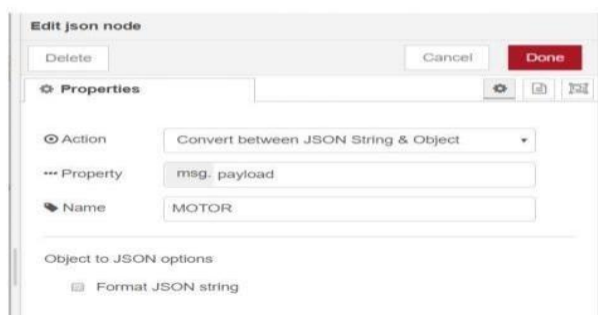 Edit json node
Delete Cancel Done
Properties
Action Convert between JSON String & Object
Property msg. payload
Name MOTOR
Object to JSON options
Format JSON string